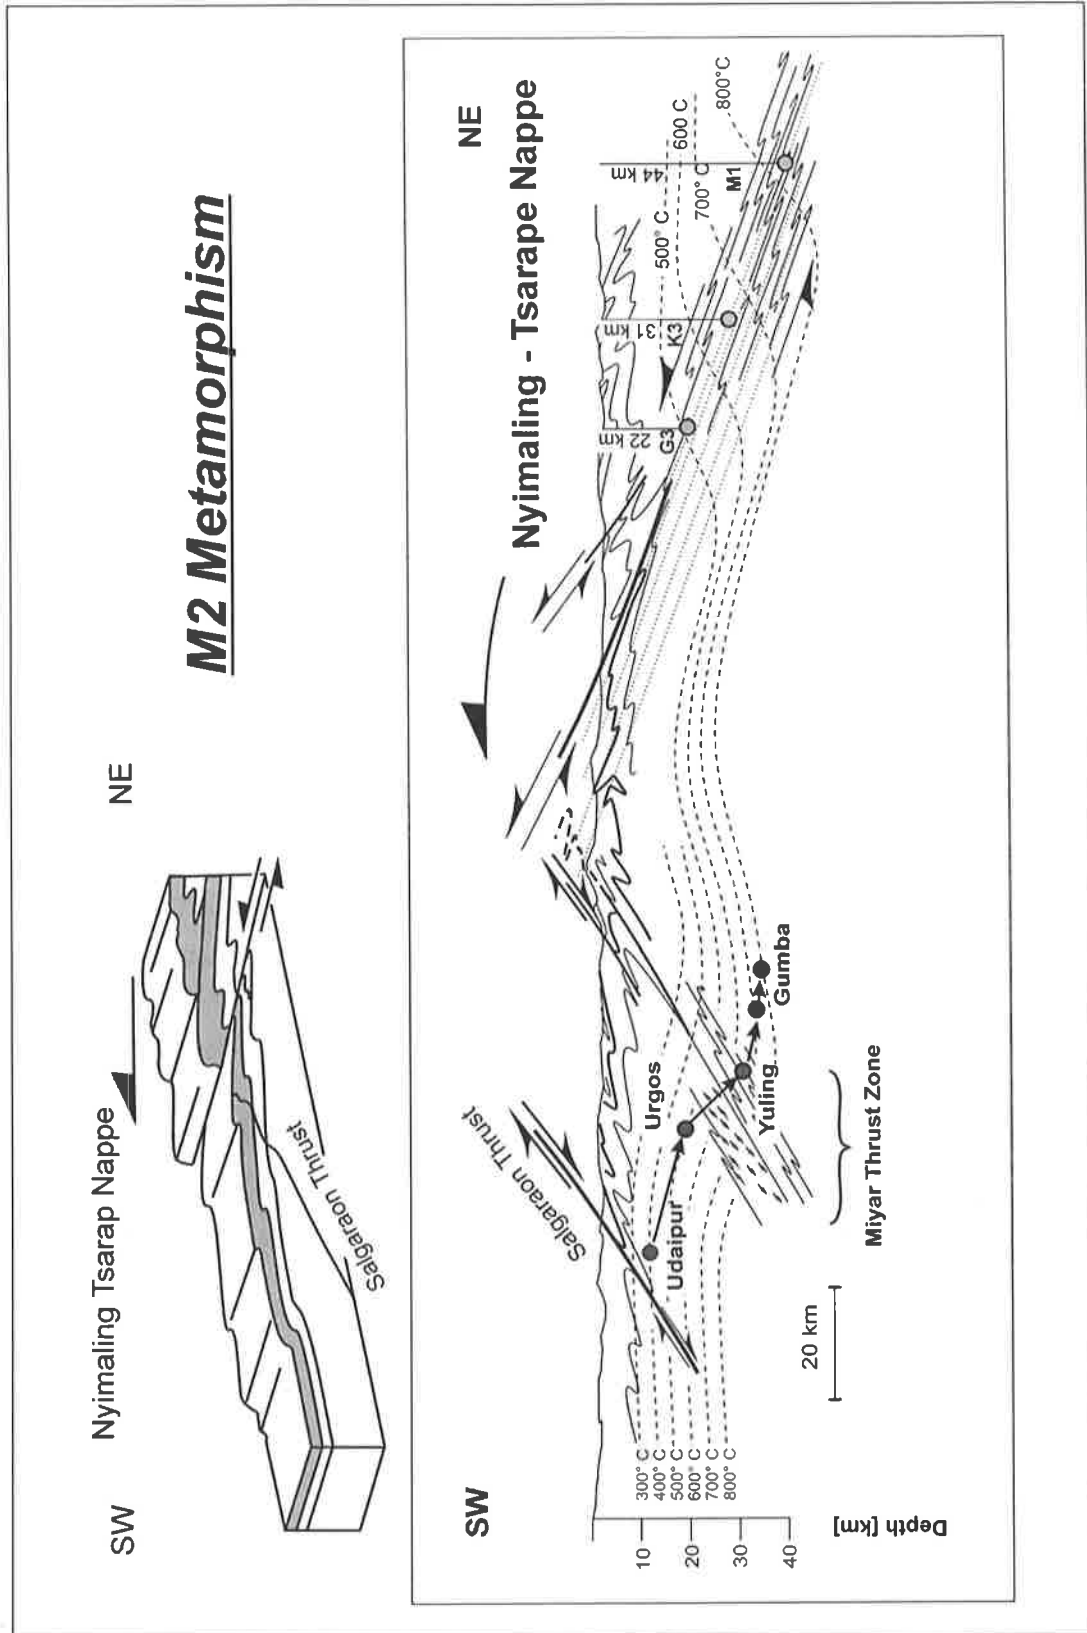 M2 Metamorphism
SW
NE
Nyimaling Tsarap Nappe
Salgaraon Thrust
SW
NE
Nyimaling - Tsarape Nappe
Salgaraon Thrust
Udaipur
Urgos
Yuling
Gumba
Miyar Thrust Zone
22 km
G3
31 km
K3
44 km
M1
500° C
600 C
700° C
800°C
300° C
400° C
500° C
600° C
700° C
800° C
20 km
10
20
30
40
Depth [km]